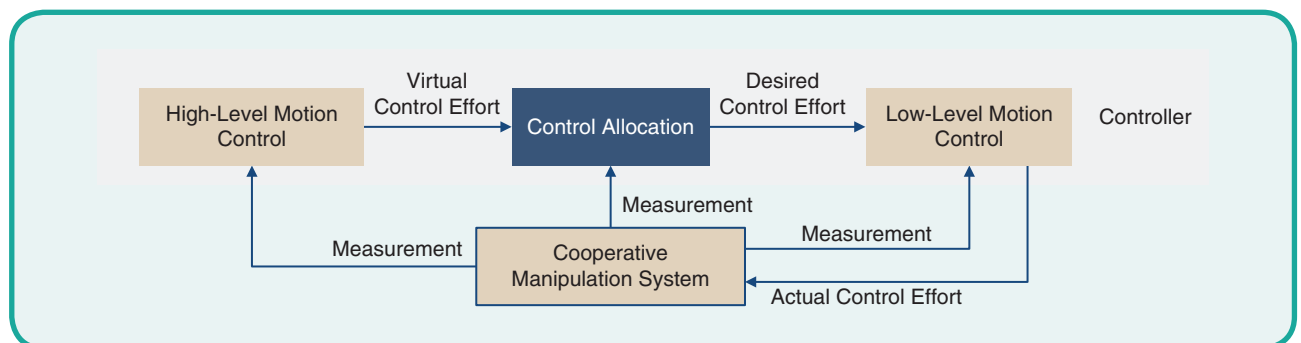 Virtual
Control Effort
Desired
Control Effort
High-Level Motion
Control
Control Allocation
Low-Level Motion
Control
Controller
Measurement
Measurement
Measurement
Cooperative
Manipulation System
Actual Control Effort